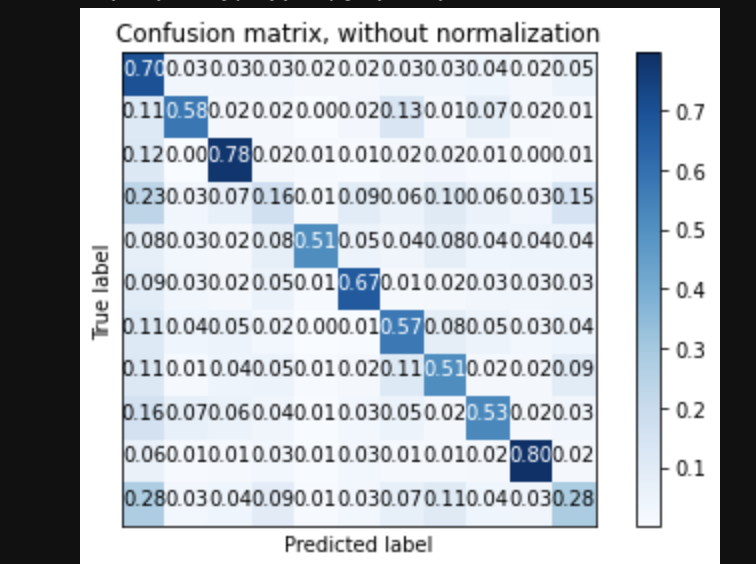 Confusion matrix, without normalization
0.70 0.03 0.03 0.03 0.02 0.02 0.03 0.03 0.04 0.02 0.05
0.11 0.58 0.02 0.02 0.00 0.02 0.13 0.01 0.07 0.02 0.01
0.12 0.00 0.78 0.02 0.01 0.01 0.02 0.02 0.01 0.00 0.01
0.23 0.03 0.07 0.16 0.01 0.09 0.06 0.10 0.06 0.03 0.15
0.08 0.03 0.02 0.08 0.51 0.05 0.04 0.08 0.04 0.04 0.04
0.09 0.03 0.02 0.05 0.01 0.67 0.01 0.02 0.03 0.03 0.03
0.11 0.04 0.05 0.02 0.00 0.01 0.57 0.08 0.05 0.03 0.04
0.11 0.01 0.04 0.05 0.01 0.02 0.11 0.51 0.02 0.02 0.09
0.16 0.07 0.06 0.04 0.01 0.03 0.05 0.02 0.53 0.02 0.03
0.06 0.01 0.01 0.03 0.01 0.03 0.01 0.01 0.02 0.80 0.02
0.28 0.03 0.04 0.09 0.01 0.03 0.07 0.11 0.04 0.03 0.28
True label
Predicted label
0.7
0.6
0.5
0.4
0.3
0.2
0.1